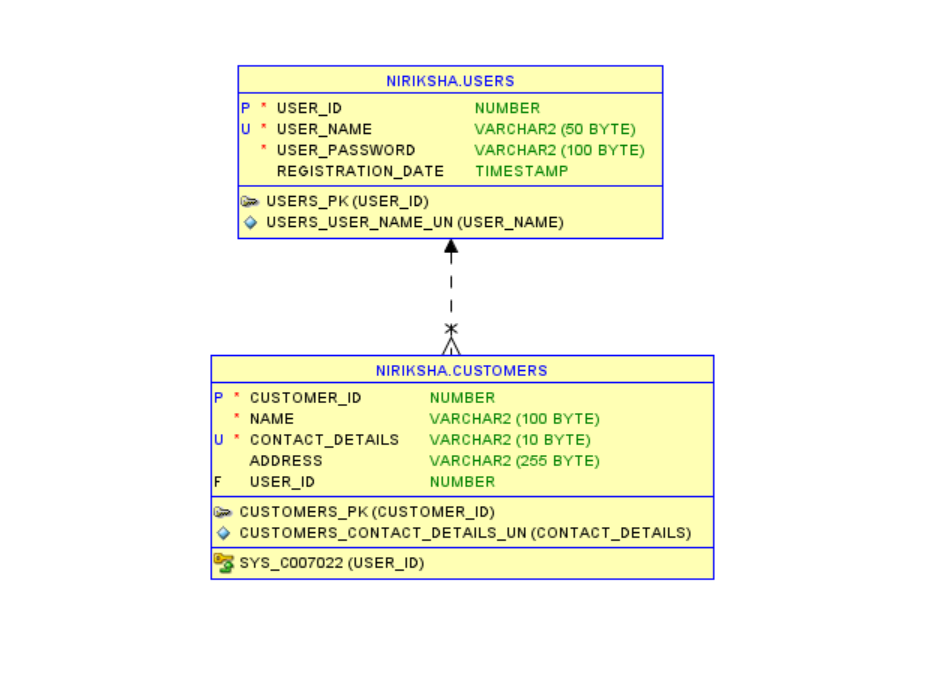 NIRIKSHA.USERS
P * USER_ID NUMBER
U * USER_NAME VARCHAR2 (50 BYTE)
* USER_PASSWORD VARCHAR2 (100 BYTE)
REGISTRATION_DATE TIMESTAMP
USERS_PK (USER_ID)
USERS_USER_NAME_UN (USER_NAME)
NIRIKSHA.CUSTOMERS
P * CUSTOMER_ID NUMBER
* NAME VARCHAR2 (100 BYTE)
U * CONTACT_DETAILS VARCHAR2 (10 BYTE)
ADDRESS VARCHAR2 (255 BYTE)
F USER_ID NUMBER
CUSTOMERS_PK (CUSTOMER_ID)
CUSTOMERS_CONTACT_DETAILS_UN (CONTACT_DETAILS)
SYS_C007022 (USER_ID)